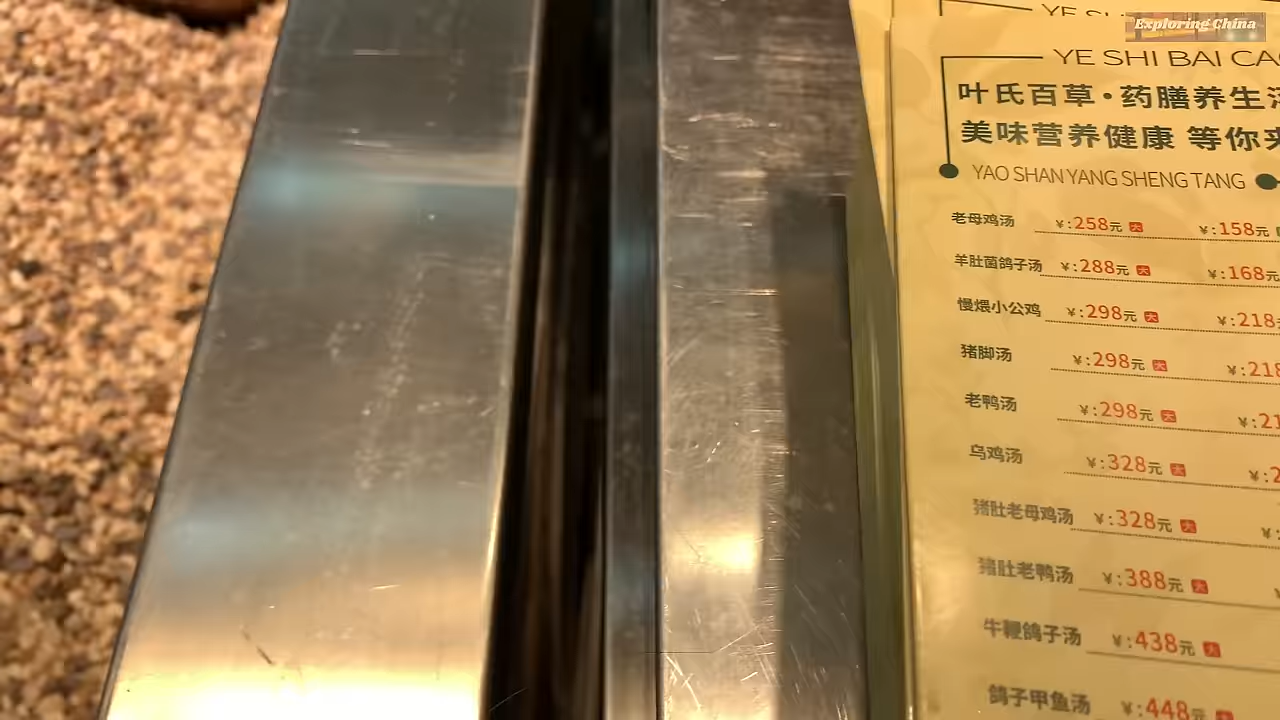 Exploring China
YE SHI BAI CA
叶氏百草·药膳养生
美味营养健康 等你
YAO SHAN YANG SHENG TANG
老母鸡汤 ¥:258元 大 ¥:158元
羊肚菌鸽子汤 ¥:288元 大 ¥:168元
慢煨小公鸡 ¥:298元 大 ¥:218
猪脚汤 ¥:298元 大 ¥:218
老鸭汤 ¥:298元 大 ¥:21
乌鸡汤 ¥:328元 大 ¥:2
猪肚老母鸡汤 ¥:328元 大 ¥:
猪肚老鸭汤 ¥:388元 大 ¥
牛鞭鸽子汤 ¥:438元 大
鸽子甲鱼汤 ¥:448元 大